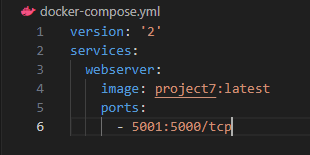 docker-compose.yml
1 version: '2'
2 services:
3   webserver:
4     image: project7:latest
5     ports:
6       - 5001:5000/tcp